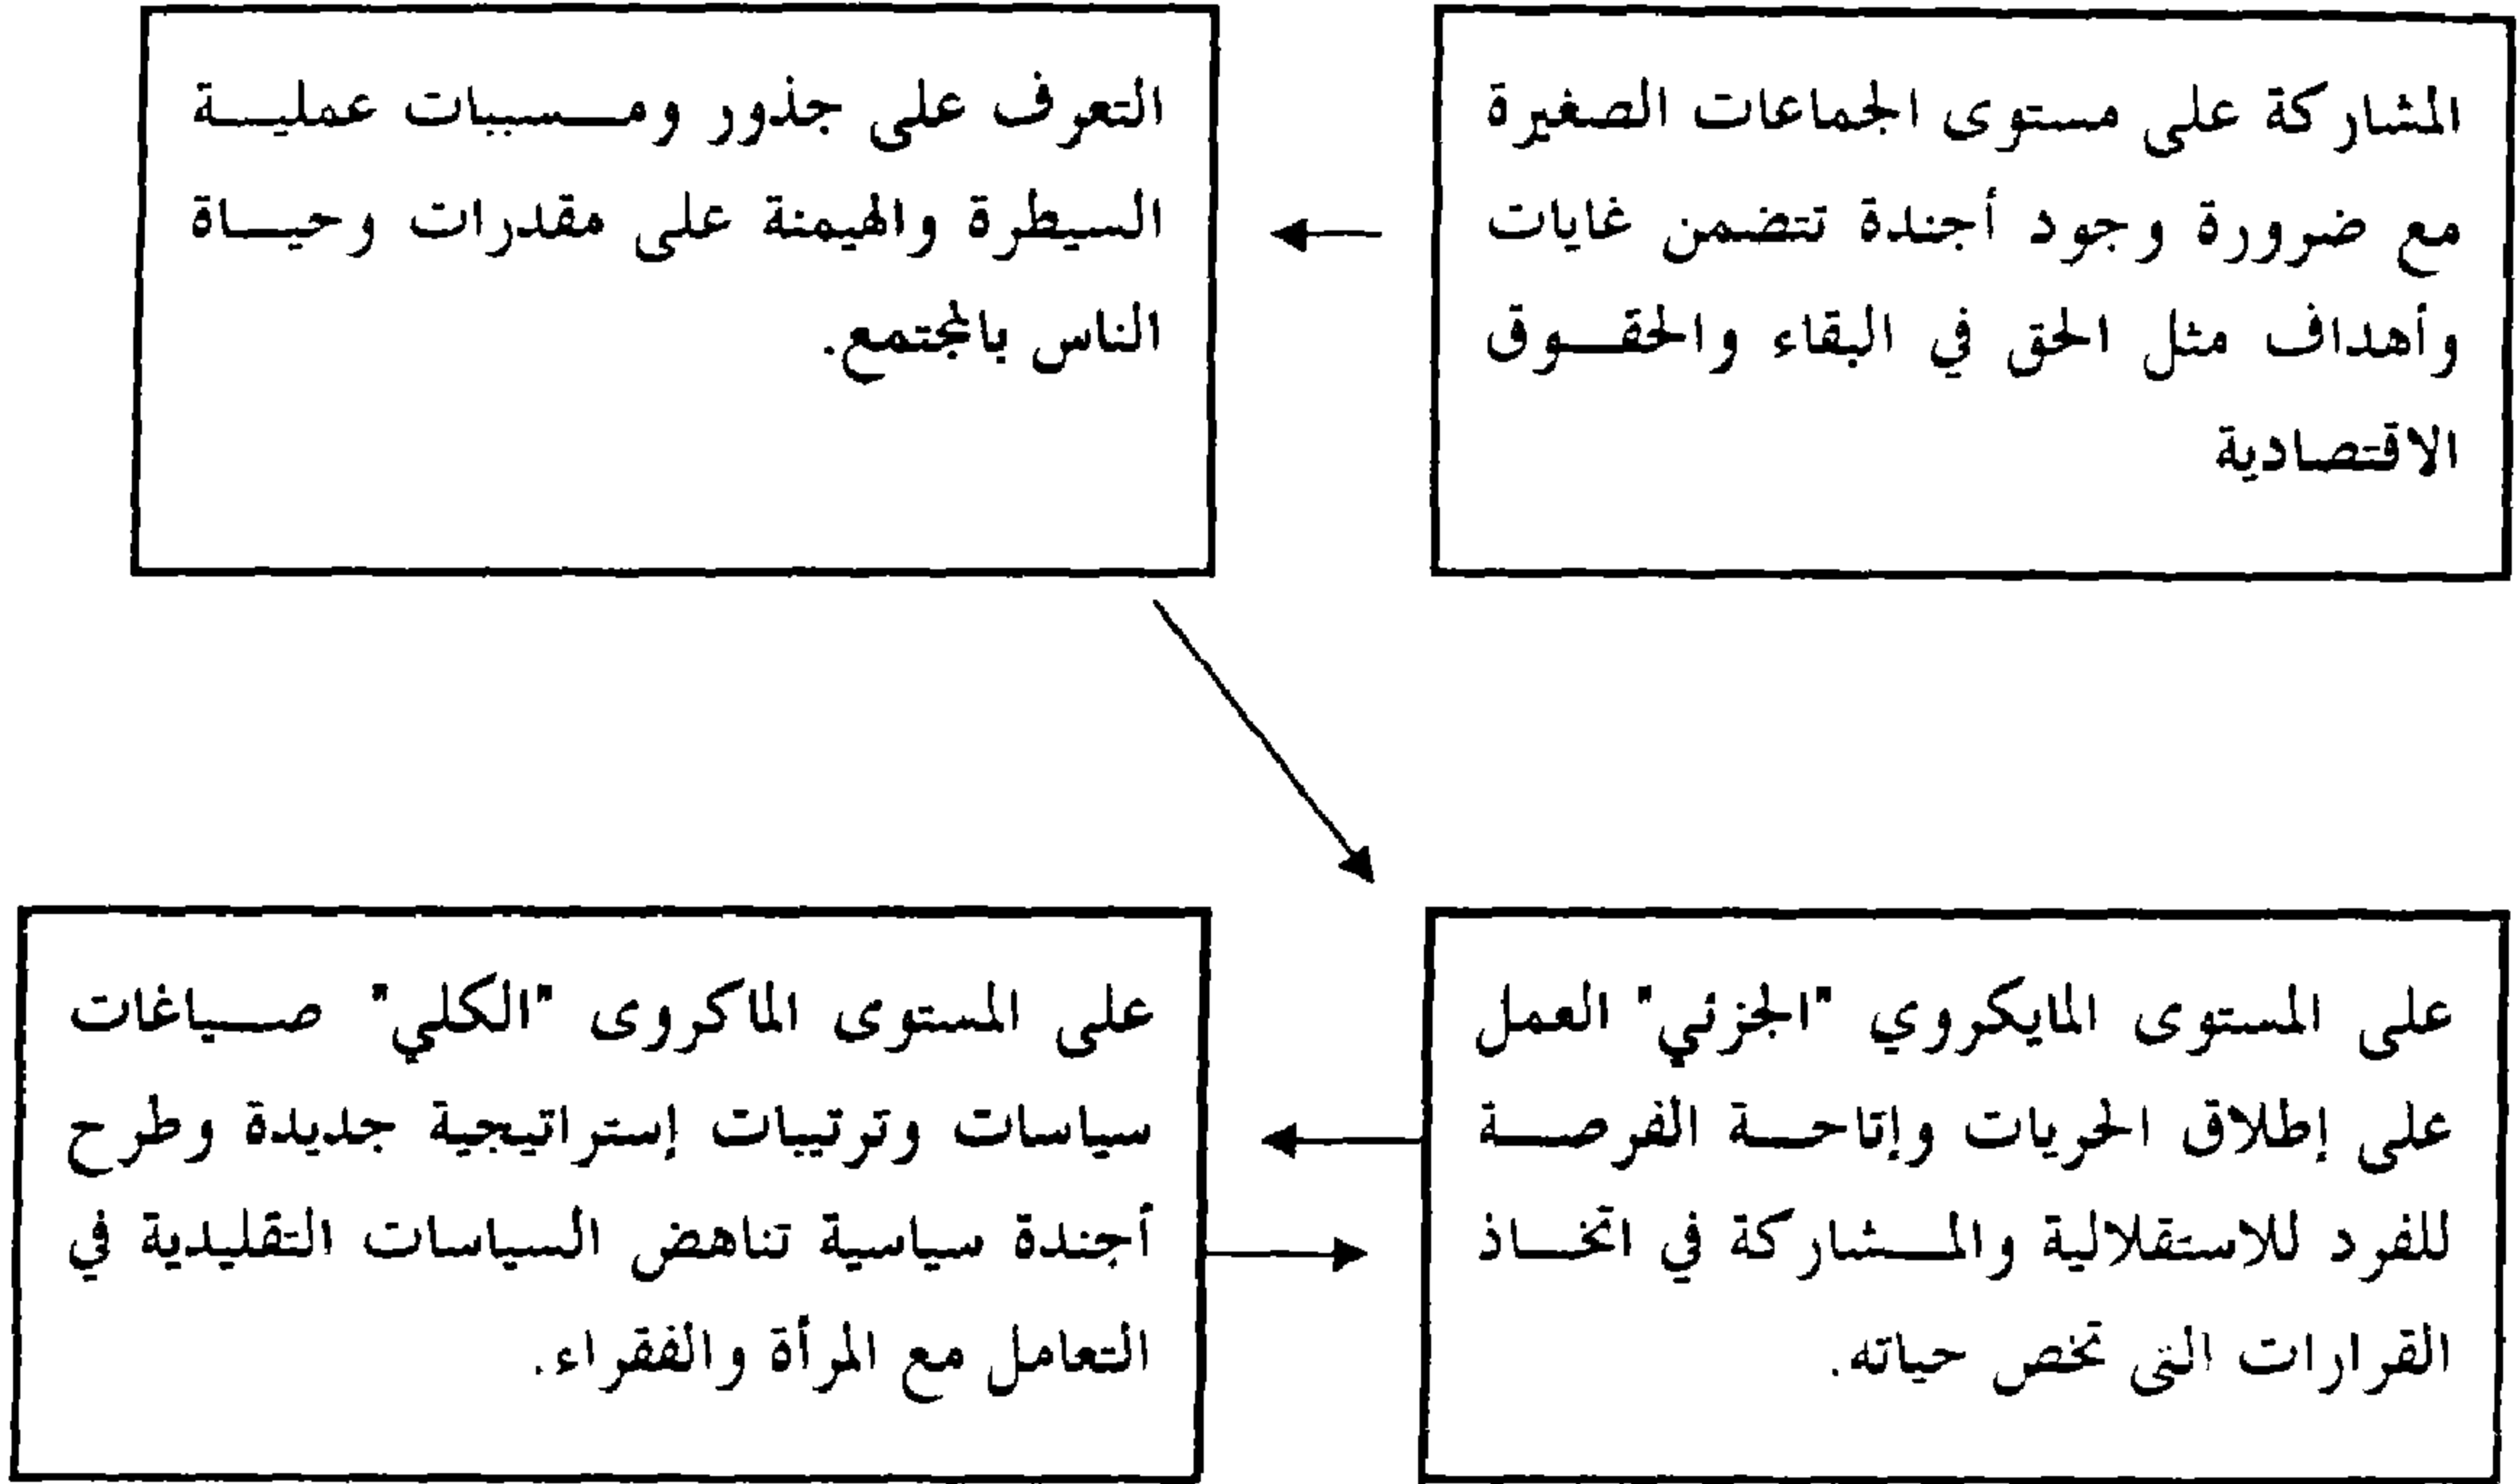 المشاركة على مستوى الجماعات الصغيرة
مع ضرورة وجود أجندة تتضمن غايات
وأهداف مثل الحق في البقاء والحقوق
الاقتصادية
التعرف على جذور ومسببات عملية
السيطرة والهيمنة على مقدرات وحياة
الناس بالمجتمع.
على المستوى المايكروي "الجزئي" العمل
على إطلاق الحريات وإتاحة الفرصة
للفرد للاستقلالية والمشاركة في اتخاذ
القرارات التى تخص حياته.
على المستوى الماكروى "الكلي" صياغات
سياسات وترتيبات إستراتيجية جديدة وطرح
أجندة سياسية تناهض السياسات التقليدية في
التعامل مع المرأة والفقراء.